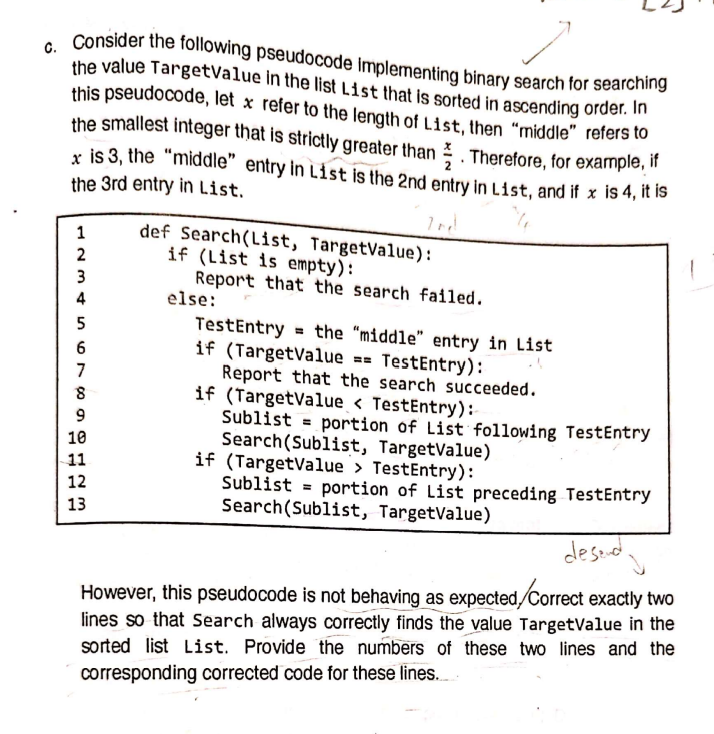 [2]
c. Consider the following pseudocode implementing binary search for searching
the value TargetValue in the list List that is sorted in ascending order. In
this pseudocode, let x refer to the length of List, then “middle” refers to
the smallest integer that is strictly greater than x/2 . Therefore, for example, if
x is 3, the “middle” entry in List is the 2nd entry in List, and if x is 4, it is
the 3rd entry in List.
1 def Search(List, TargetValue):
2 if (List is empty):
3 Report that the search failed.
4 else:
5 TestEntry = the “middle” entry in List
6 if (TargetValue == TestEntry):
7 Report that the search succeeded.
8 if (TargetValue < TestEntry):
9 Sublist = portion of List following TestEntry
10 Search(Sublist, TargetValue)
11 if (TargetValue > TestEntry):
12 Sublist = portion of List preceding TestEntry
13 Search(Sublist, TargetValue)
However, this pseudocode is not behaving as expected. Correct exactly two
lines so that Search always correctly finds the value TargetValue in the
sorted list List. Provide the numbers of these two lines and the
corresponding corrected code for these lines.